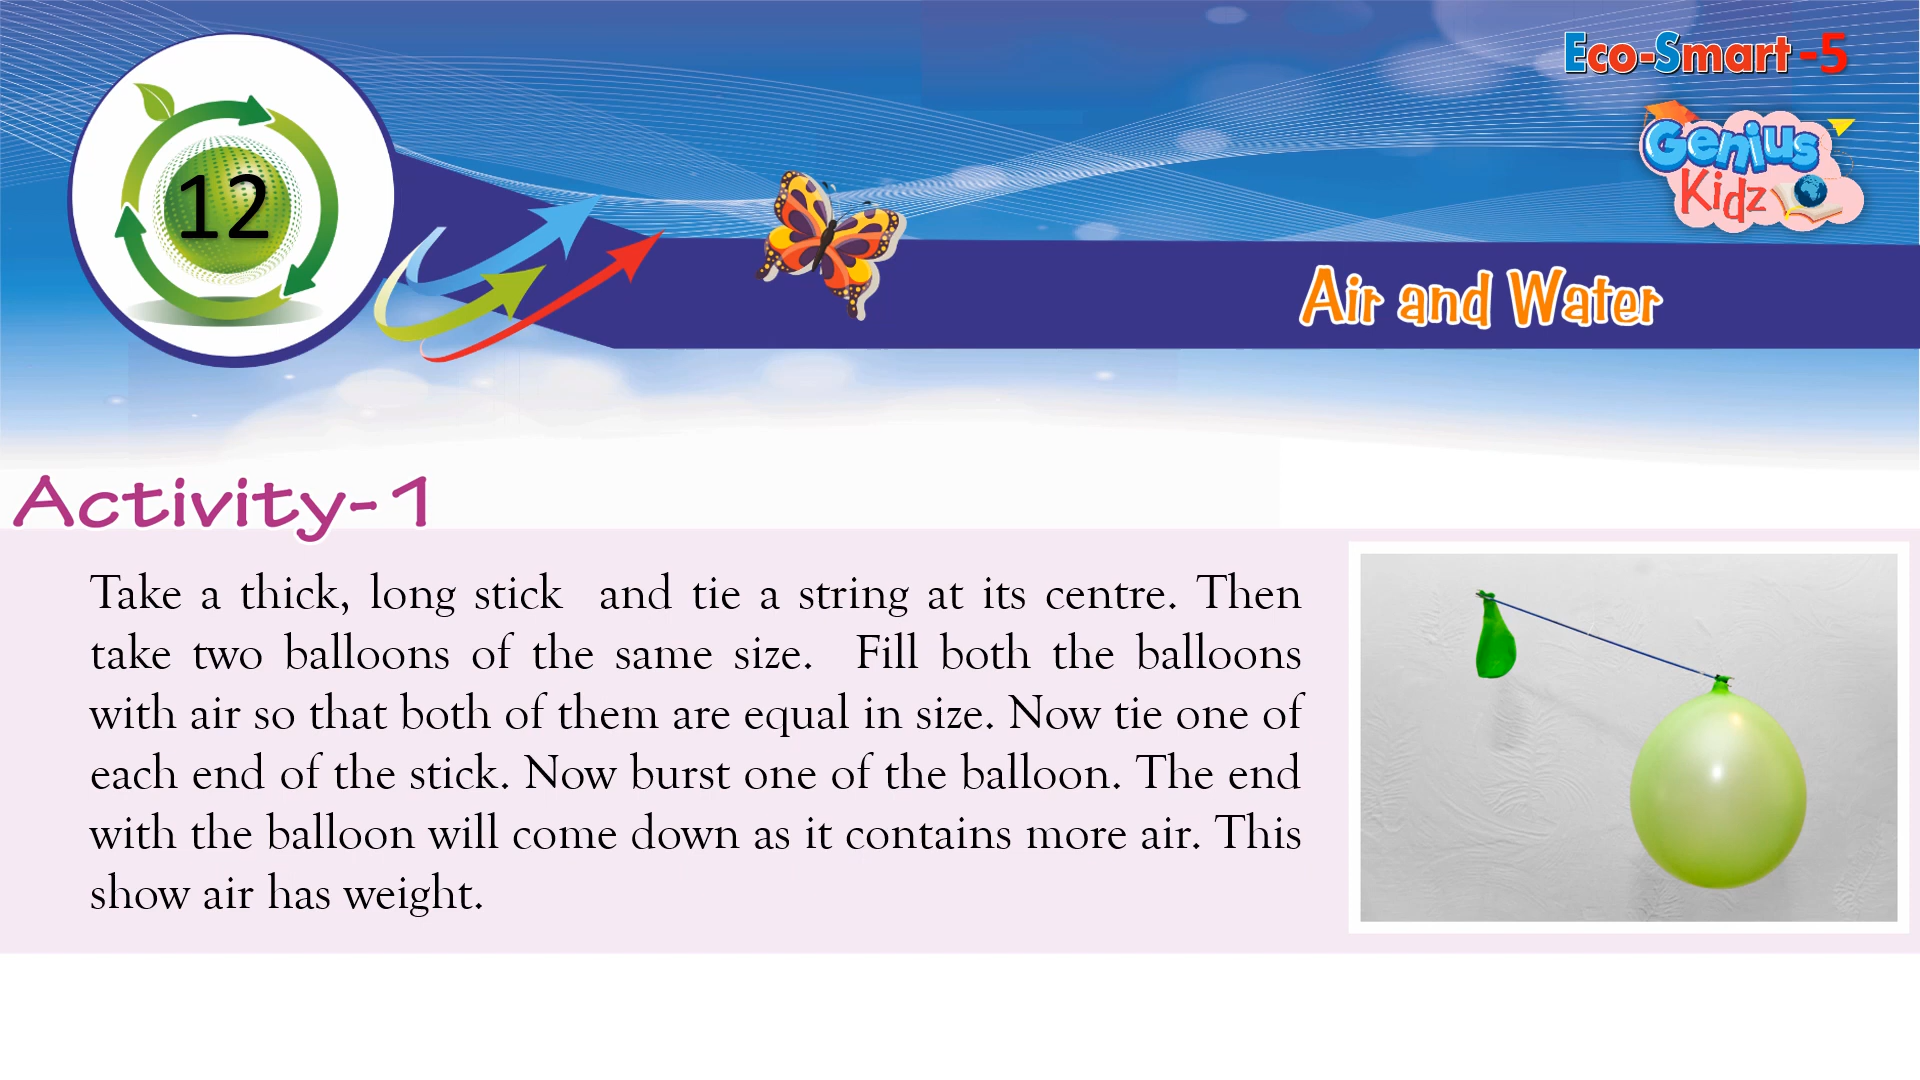 Eco-Smart-5
Genius
Kidz
12
Air and Water
Activity-1
Take a thick, long stick and tie a string at its centre. Then
take two balloons of the same size. Fill both the balloons
with air so that both of them are equal in size. Now tie one of
each end of the stick. Now burst one of the balloon. The end
with the balloon will come down as it contains more air. This
show air has weight.